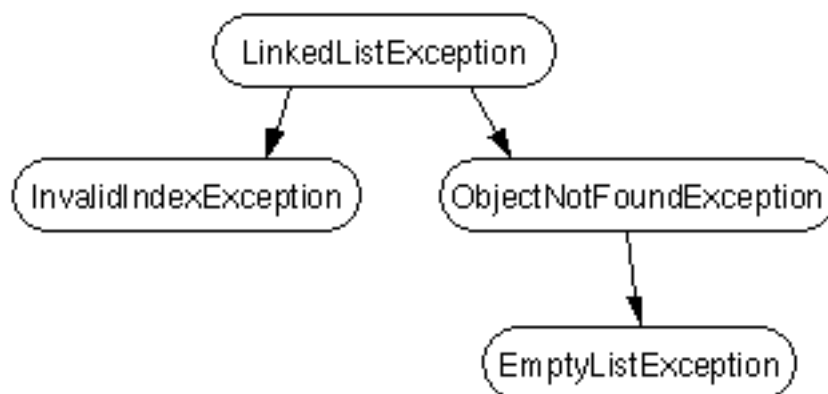 LinkedListException
InvalidIndexException
ObjectNotFoundException
EmptyListException